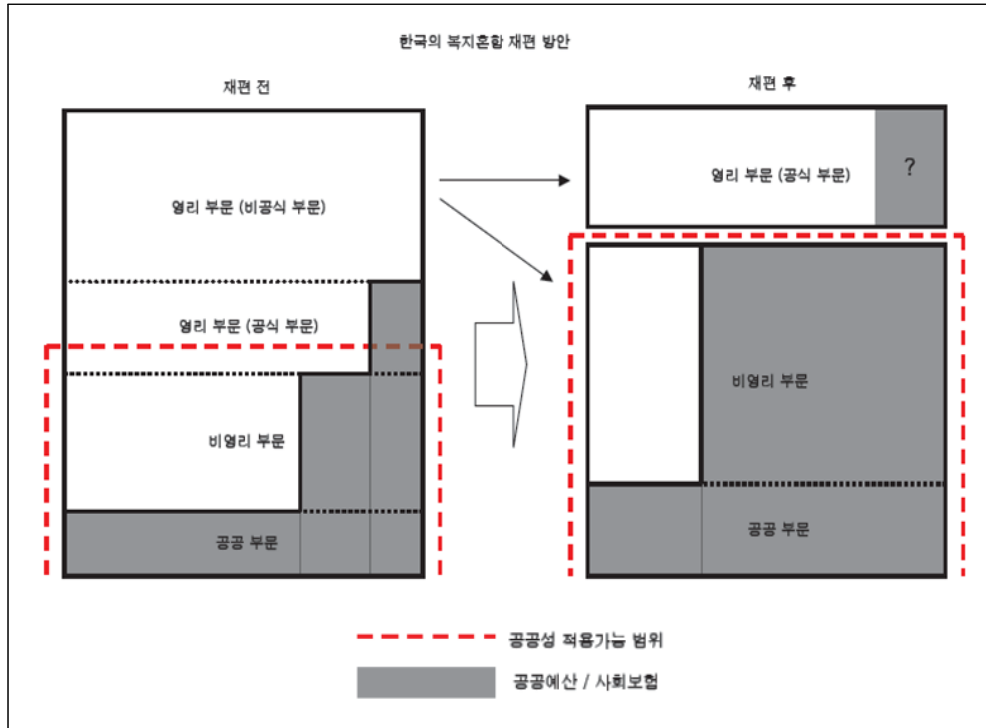 한국의 복지혼합 재편 방안
재편 전
재편 후
영리 부문 (비공식 부문)
영리 부문 (공식 부문)
비영리 부문
공공 부문
영리 부문 (공식 부문)
?
비영리 부문
공공 부문
공공성 적용가능 범위
공공예산 / 사회보험